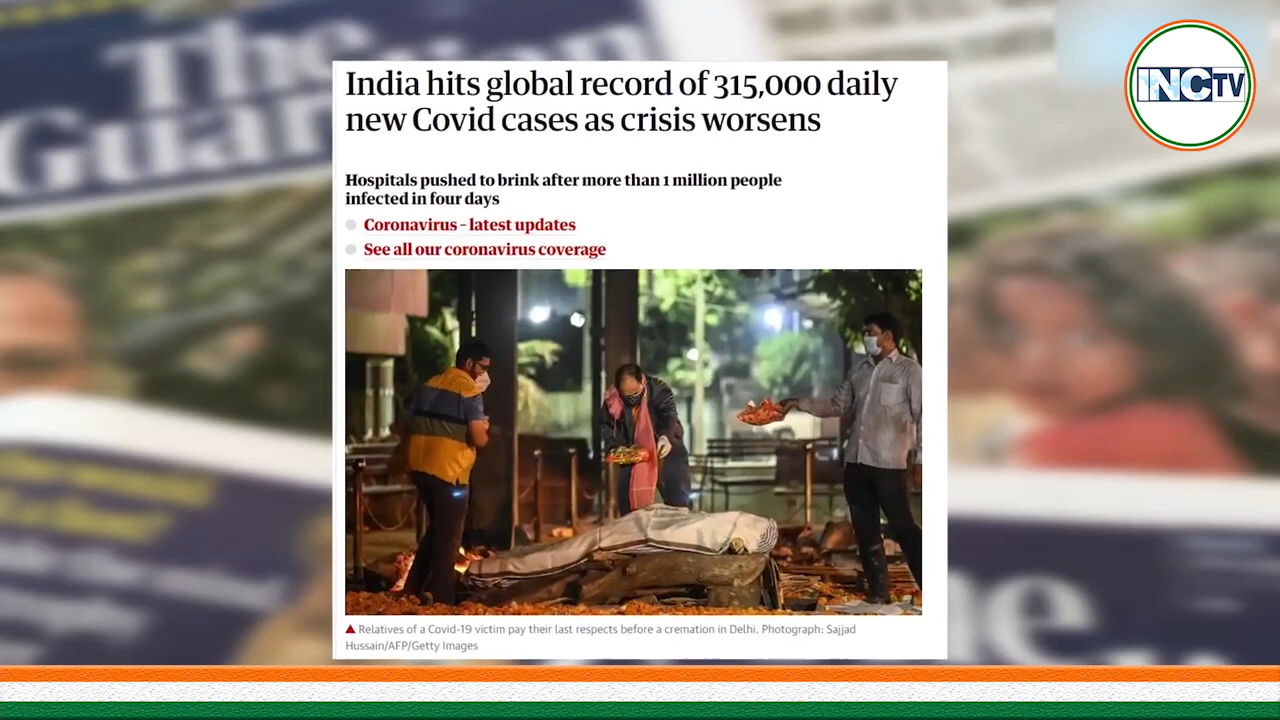 The
Guardian
INCTV
India hits global record of 315,000 daily
new Covid cases as crisis worsens
Hospitals pushed to brink after more than 1 million people
infected in four days
Coronavirus – latest updates
See all our coronavirus coverage
Relatives of a Covid-19 victim pay their last respects before a cremation in Delhi. Photograph: Sajjad
Hussain/AFP/Getty Images